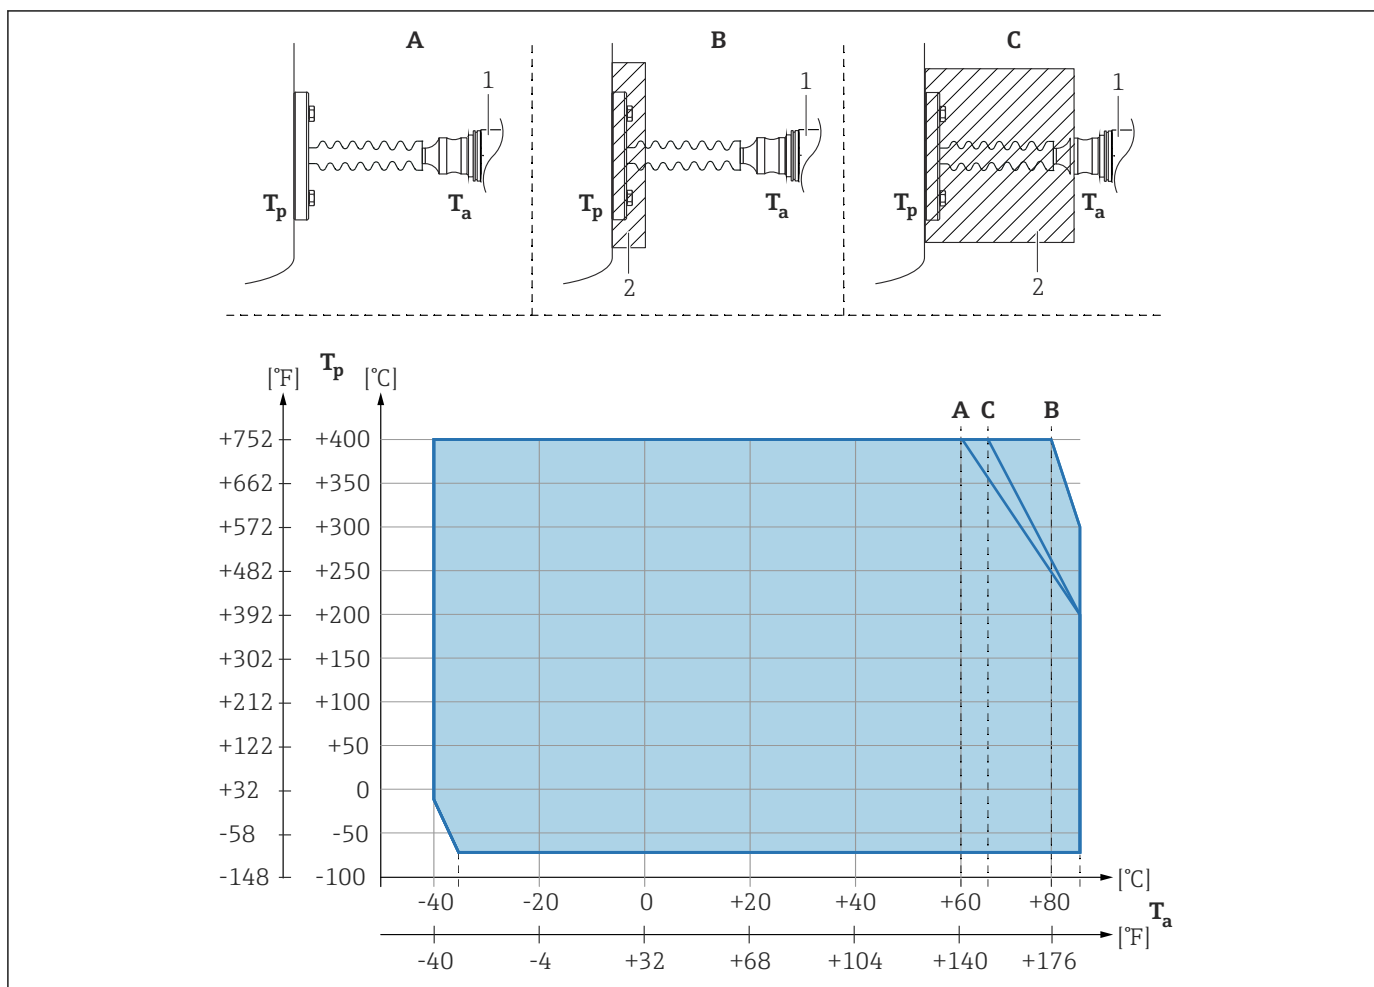 A B C
1 1 1
Tp Ta Tp Ta Tp Ta
2 2
Tp
[°F] [°C]
A C B
+752 +400
+662 +350
+572 +300
+482 +250
+392 +200
+302 +150
+212 +100
+122 +50
+32 0
-58 -50
-148 -100
[°C]
-40 -20 0 +20 +40 +60 +80
Ta
[°F]
-40 -4 +32 +68 +104 +140 +176